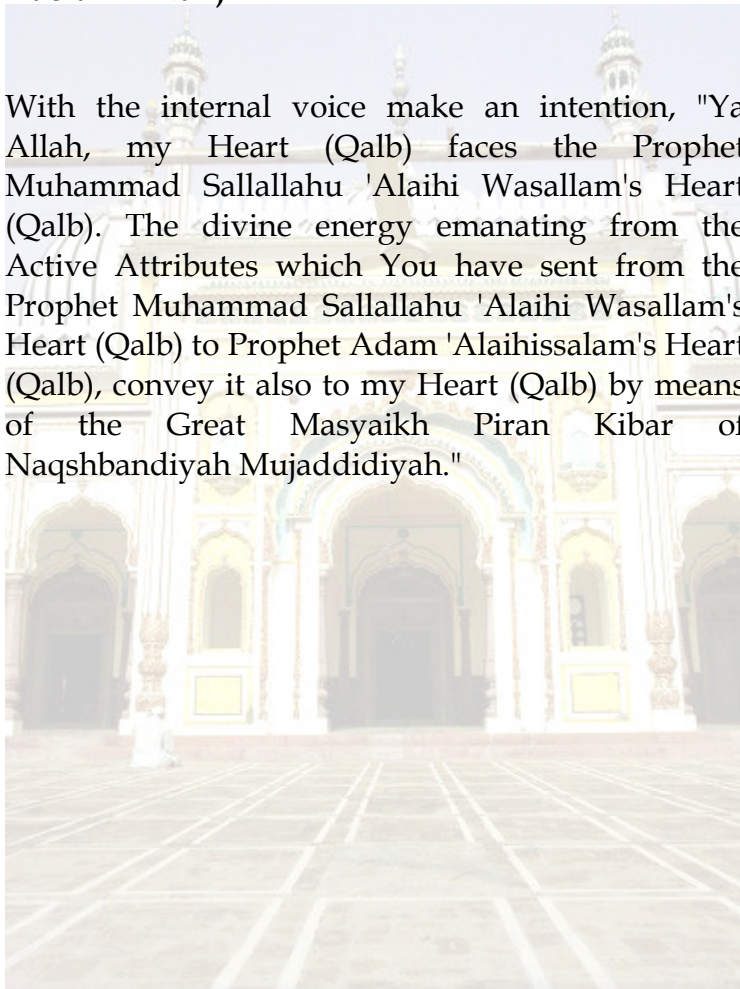 With the internal voice make an intention, "Ya
Allah, my Heart (Qalb) faces the Prophet
Muhammad Sallallahu 'Alaihi Wasallam's Heart
(Qalb). The divine energy emanating from the
Active Attributes which You have sent from the
Prophet Muhammad Sallallahu 'Alaihi Wasallam's
Heart (Qalb) to Prophet Adam 'Alaihissalam's Heart
(Qalb), convey it also to my Heart (Qalb) by means
of the Great Masyaikh Piran Kibar of
Naqshbandiyah Mujaddidiyah."